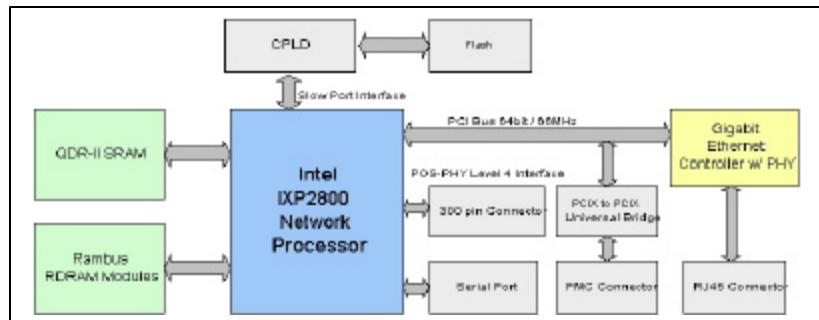 CPLD
Flash
Slow Port Interface
QDR-II SRAM
Intel
IXP2800
Network
Processor
PCI Bus 64bit / 66MHz
Gigabit
Ethernet
Controller w/ PHY
POS-PHY Level 4 Interface
300 pin Connector
PCIX to PCIX
Universal Bridge
Rambus
RDRAM Modules
Serial Port
PMC Connector
RJ45 Connector